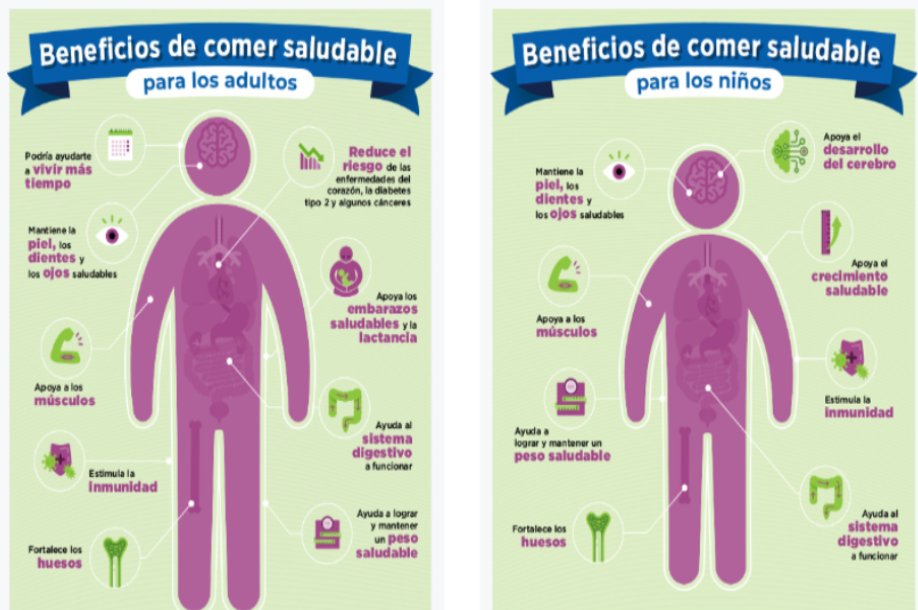 Beneficios de comer saludable
para los adultos
Podría ayudarte
a vivir más
tiempo
Reduce el
riesgo de las
enfermedades del
corazón, la diabetes
tipo 2 y algunos cánceres
Mantiene la
piel, los
dientes y
los ojos saludables
Apoya los
embarazos
saludables y la
lactancia
Apoya a los
músculos
Ayuda al
sistema
digestivo
a funcionar
Estimula la
inmunidad
Ayuda a lograr
y mantener
un peso
saludable
Fortalece los
huesos
Beneficios de comer saludable
para los niños
Apoya el
desarrollo
del cerebro
Mantiene la
piel, los
dientes y
los ojos saludables
Apoya el
crecimiento
saludable
Apoya a los
músculos
Estimula la
inmunidad
Ayuda a
lograr y mantener un
peso saludable
Ayuda al
sistema
digestivo
a funcionar
Fortalece los
huesos